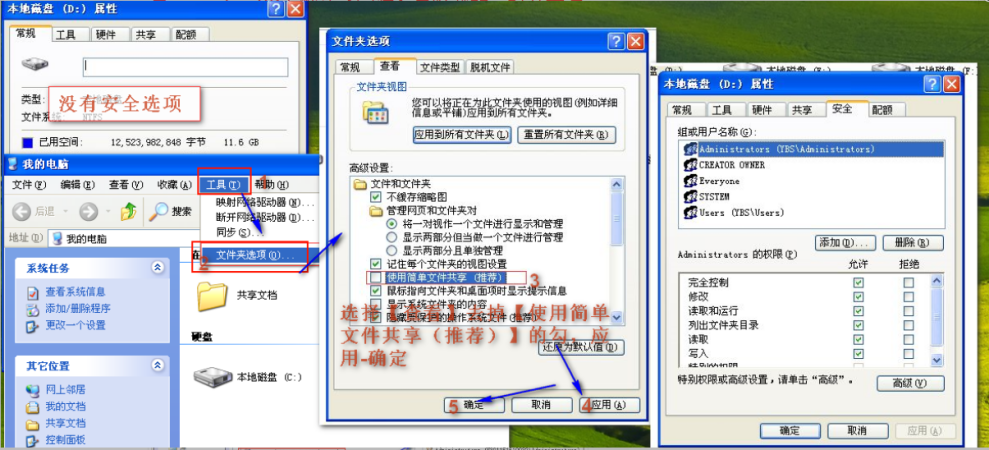 本地磁盘 (D:) 属性
常规 工具 硬件 共享 配额
类型:
没有安全选项
文件系统: NTFS
已用空间: 12,523,982,848 字节 11.6 GB
我的电脑
文件(F) 编辑(E) 查看(V) 收藏(A) 工具(T) 帮助(H)
1
后退 搜索
映射网络驱动器(N)...
断开网络驱动器(D)...
同步(S)...
地址(D) 我的电脑
2 文件夹选项(O)...
系统任务
查看系统信息
添加/删除程序
更改一个设置
共享文档
硬盘
本地磁盘 (C:)
其它位置
网上邻居
我的文档
共享文档
控制面板
文件夹选项
常规 查看 文件类型 脱机文件
文件夹视图
您可以将正在为此文件夹使用的视图(例如详细
信息或平铺)应用到所有文件夹。
应用到所有文件夹(L) 重置所有文件夹(R)
高级设置:
文件和文件夹
不缓存缩略图
管理网页和文件夹对
将一对视作一个文件进行显示和管理
显示两部分但当做一个文件进行管理
显示两部分且单独管理
记住每个文件夹的视图设置
使用简单文件共享 (推荐) 3
鼠标指向文件夹和桌面项时显示提示信息
显示系统文件夹的内容
隐藏受保护的操作系统文件(推荐)
选择【查看】 掉【使用简单
文件共享（推荐）】的勾，应
用-确定
还原为默认值(D)
5 确定 取消 4 应用(A)
本地磁盘 (D:) 属性
常规 工具 硬件 共享 安全 配额
组或用户名称(G):
Administrators (YBS\Administrators)
CREATOR OWNER
Everyone
SYSTEM
Users (YBS\Users)
添加(D)... 删除(R)
Administrators 的权限(P) 允许 拒绝
完全控制
修改
读取和运行
列出文件夹目录
读取
写入
特别的权限
特别权限或高级设置，请单击“高级”。 高级(V)
确定 取消 应用(A)